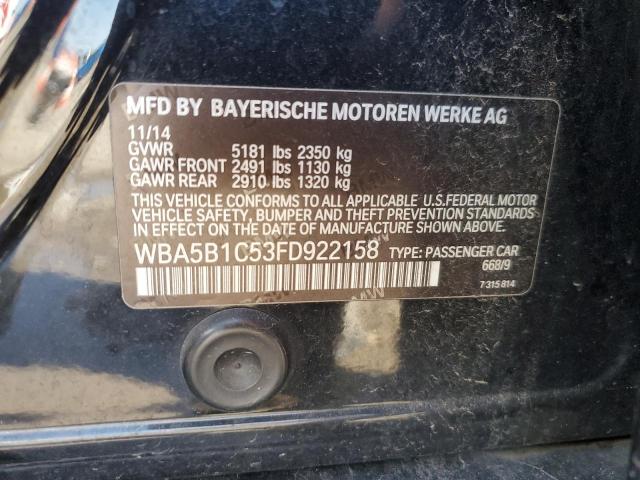 MFD BY BAYERISCHE MOTOREN WERKE AG
11/14
GVWR 5181 lbs 2350 kg
GAWR FRONT 2491 lbs 1130 kg
GAWR REAR 2910 lbs 1320 kg
THIS VEHICLE CONFORMS TO ALL APPLICABLE U.S.FEDERAL MOTOR
VEHICLE SAFETY, BUMPER, AND THEFT PREVENTION STANDARDS
IN EFFECT ON THE DATE OF MANUFACTURE SHOWN ABOVE.
WBA5B1C53FD922158 TYPE: PASSENGER CAR
668/9
7 315 814